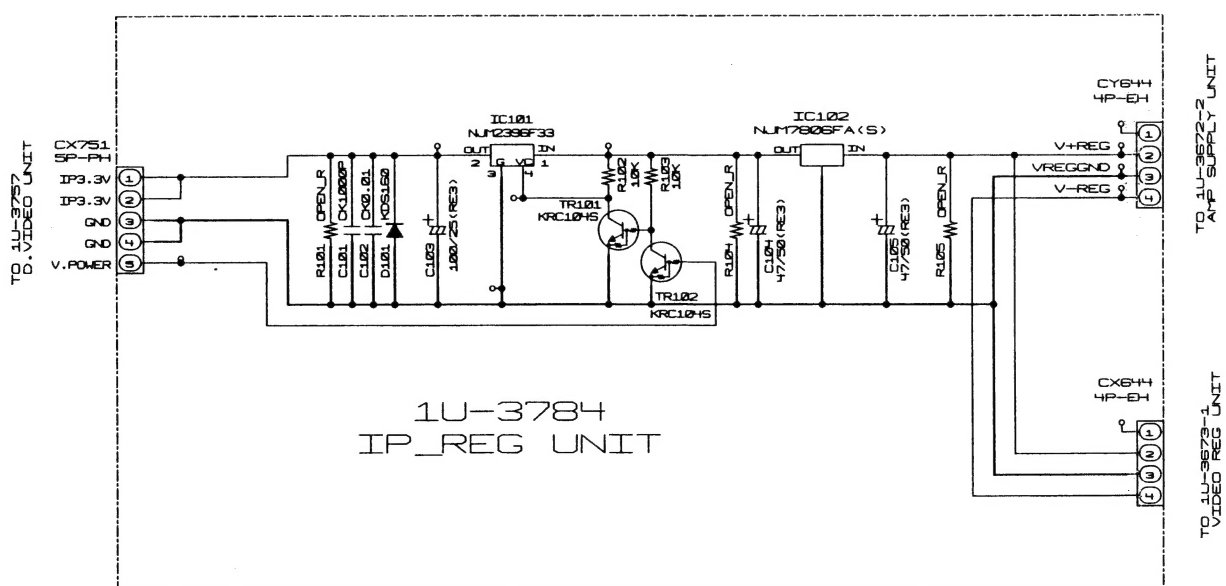 TO 1U-3757
D.VIDEO UNIT
CX751
5P-PH
IP3.3V
1
IP3.3V
2
GND
3
GND
4
V.POWER
5
R101 OPEN_R
C101 CK1000P
C102 CK0.01
D101 KDS160
+
C103
100/25(RE3)
IC101
NJM2396F33
OUT
IN
2
G
VC
1
3
R102
10K
R103
10K
TR101
KRC104S
TR102
KRC104S
R104 OPEN_R
+
C104
47/50(RE3)
IC102
NJM7806FA(S)
OUT
IN
+
C105
47/50(RE3)
R105 OPEN_R
CY644
4P-EH
1
V+REG
2
VREGGND
3
V-REG
4
TO 1U-3672-2
AMP SUPPLY UNIT
CX644
4P-EH
1
2
3
4
TO 1U-3673-1
VIDEO REG UNIT
1U-3784
IP_REG UNIT